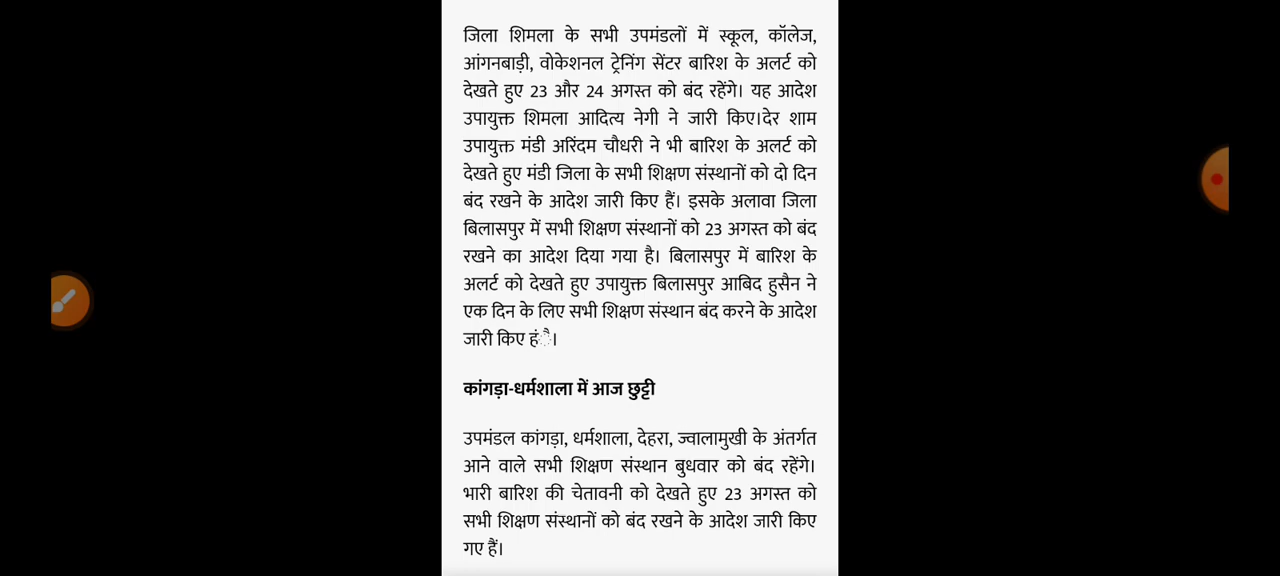 जिला शिमला के सभी उपमंडलों में स्कूल, कॉलेज,
आंगनबाड़ी, वोकेशनल ट्रेनिंग सेंटर बारिश के अलर्ट को
देखते हुए 23 और 24 अगस्त को बंद रहेंगे। यह आदेश
उपायुक्त शिमला आदित्य नेगी ने जारी किए।देर शाम
उपायुक्त मंडी अरिंदम चौधरी ने भी बारिश के अलर्ट को
देखते हुए मंडी जिला के सभी शिक्षण संस्थानों को दो दिन
बंद रखने के आदेश जारी किए हैं। इसके अलावा जिला
बिलासपुर में सभी शिक्षण संस्थानों को 23 अगस्त को बंद
रखने का आदेश दिया गया है। बिलासपुर में बारिश के
अलर्ट को देखते हुए उपायुक्त बिलासपुर आबिद हुसैन ने
एक दिन के लिए सभी शिक्षण संस्थान बंद करने के आदेश
जारी किए हंै।
कांगड़ा-धर्मशाला में आज छुट्टी
उपमंडल कांगड़ा, धर्मशाला, देहरा, ज्वालामुखी के अंतर्गत
आने वाले सभी शिक्षण संस्थान बुधवार को बंद रहेंगे।
भारी बारिश की चेतावनी को देखते हुए 23 अगस्त को
सभी शिक्षण संस्थानों को बंद रखने के आदेश जारी किए
गए हैं।